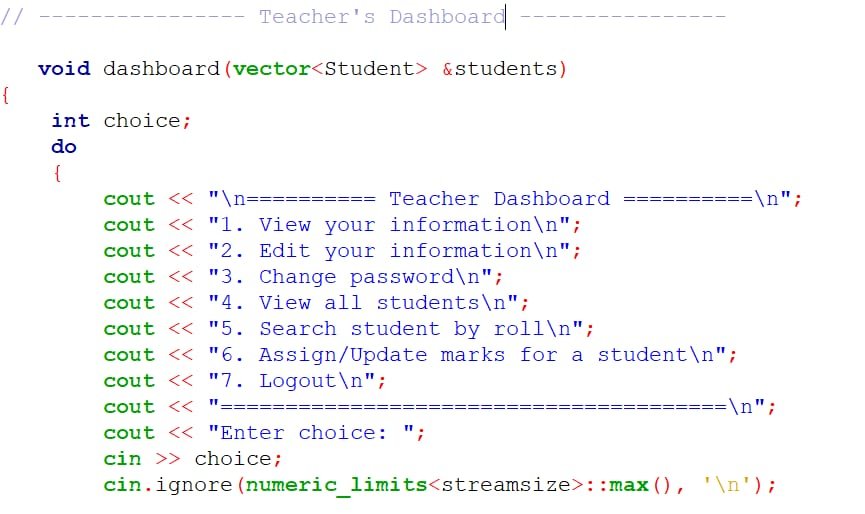 // ---------------- Teacher's Dashboard ----------------
void dashboard(vector<Student> &students)
{
int choice;
do
{
cout << "\n========== Teacher Dashboard ==========\n";
cout << "1. View your information\n";
cout << "2. Edit your information\n";
cout << "3. Change password\n";
cout << "4. View all students\n";
cout << "5. Search student by roll\n";
cout << "6. Assign/Update marks for a student\n";
cout << "7. Logout\n";
cout << "=======================================\n";
cout << "Enter choice: ";
cin >> choice;
cin.ignore(numeric_limits<streamsize>::max(), '\n');